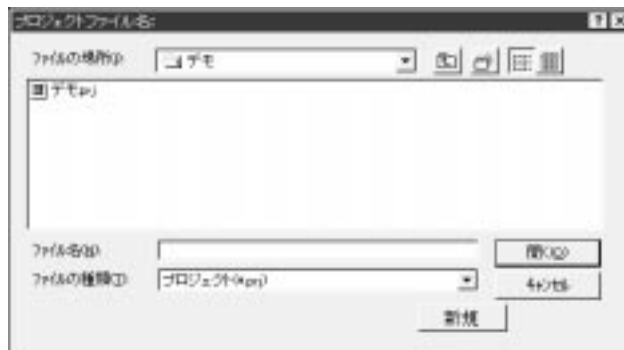 プロジェクトファイル名:
ファイルの場所(I):
デモ
デモ.prj
ファイル名(N):
開く(O)
ファイルの種類(T):
プロジェクト(*.prj)
キャンセル
新規